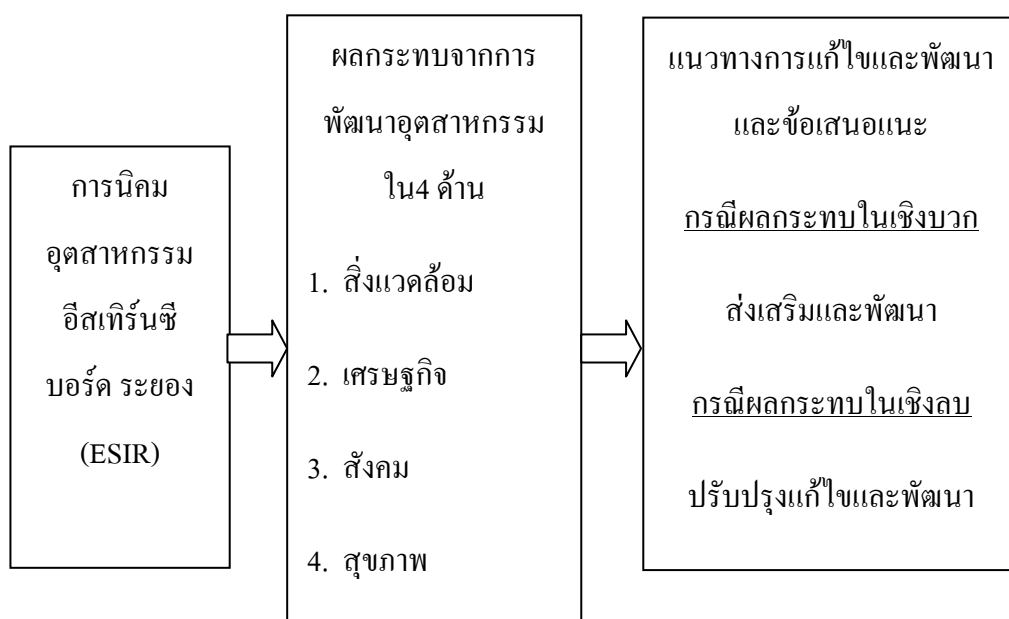 การนิคม
อุตสาหกรรม
อีสเทิร์นซี
บอร์ด ระยอง
(ESIR)
ผลกระทบจากการ
พัฒนาอุตสาหกรรม
ใน4 ด้าน
1. สิ่งแวดล้อม
2. เศรษฐกิจ
3. สังคม
4. สุขภาพ
แนวทางการแก้ไขและพัฒนา
และข้อเสนอแนะ
กรณีผลกระทบในเชิงบวก
ส่งเสริมและพัฒนา
กรณีผลกระทบในเชิงลบ
ปรับปรุงแก้ไขและพัฒนา